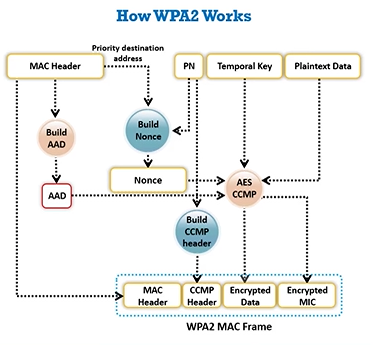 How WPA2 Works
Priority destination
address
MAC Header
PN
Temporal Key
Plaintext Data
Build
AAD
Build
Nonce
AAD
Nonce
AES
CCMP
Build
CCMP
header
MAC
Header
CCMP
Header
Encrypted
Data
Encrypted
MIC
WPA2 MAC Frame